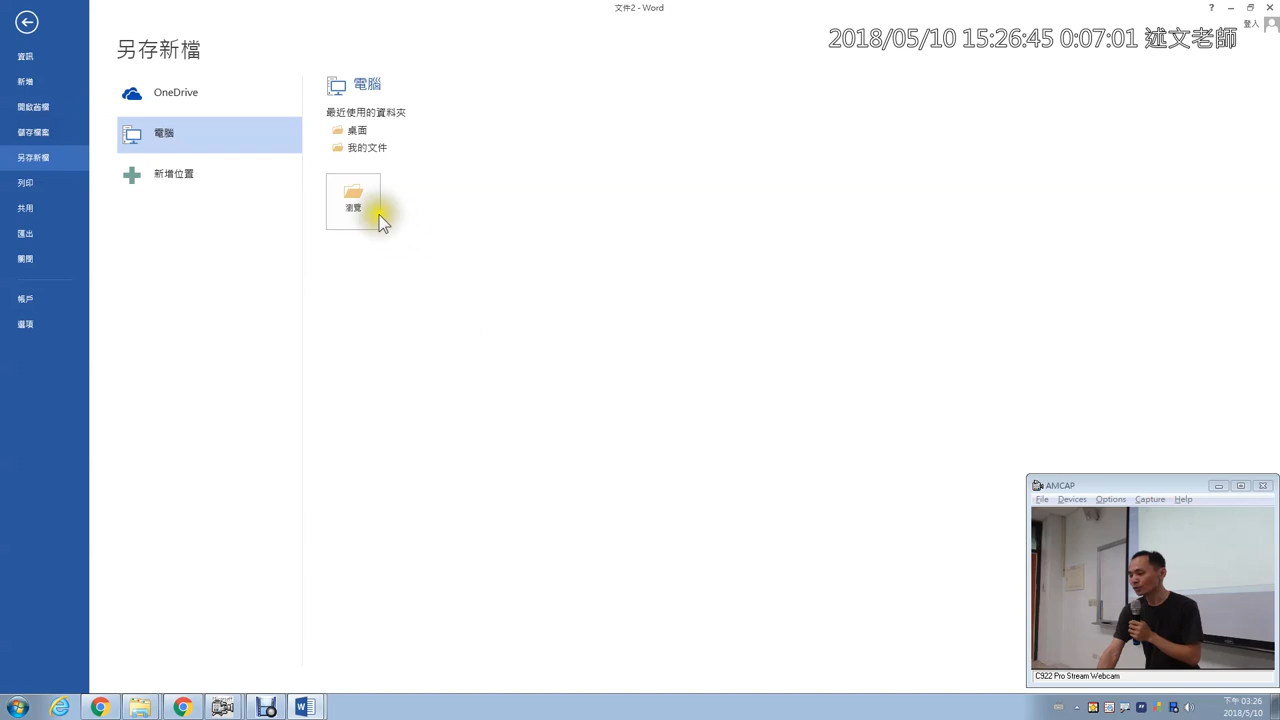 文件2 - Word
?
登入
2018/05/10 15:26:45 0:07:01 述文老師
資訊
新增
開啟舊檔
儲存檔案
另存新檔
列印
共用
匯出
關閉
帳戶
選項
另存新檔
OneDrive
電腦
新增位置
電腦
最近使用的資料夾
桌面
我的文件
瀏覽
AMCAP
File Devices Options Capture Help
C922 Pro Stream Webcam
下午 03:26
2018/5/10